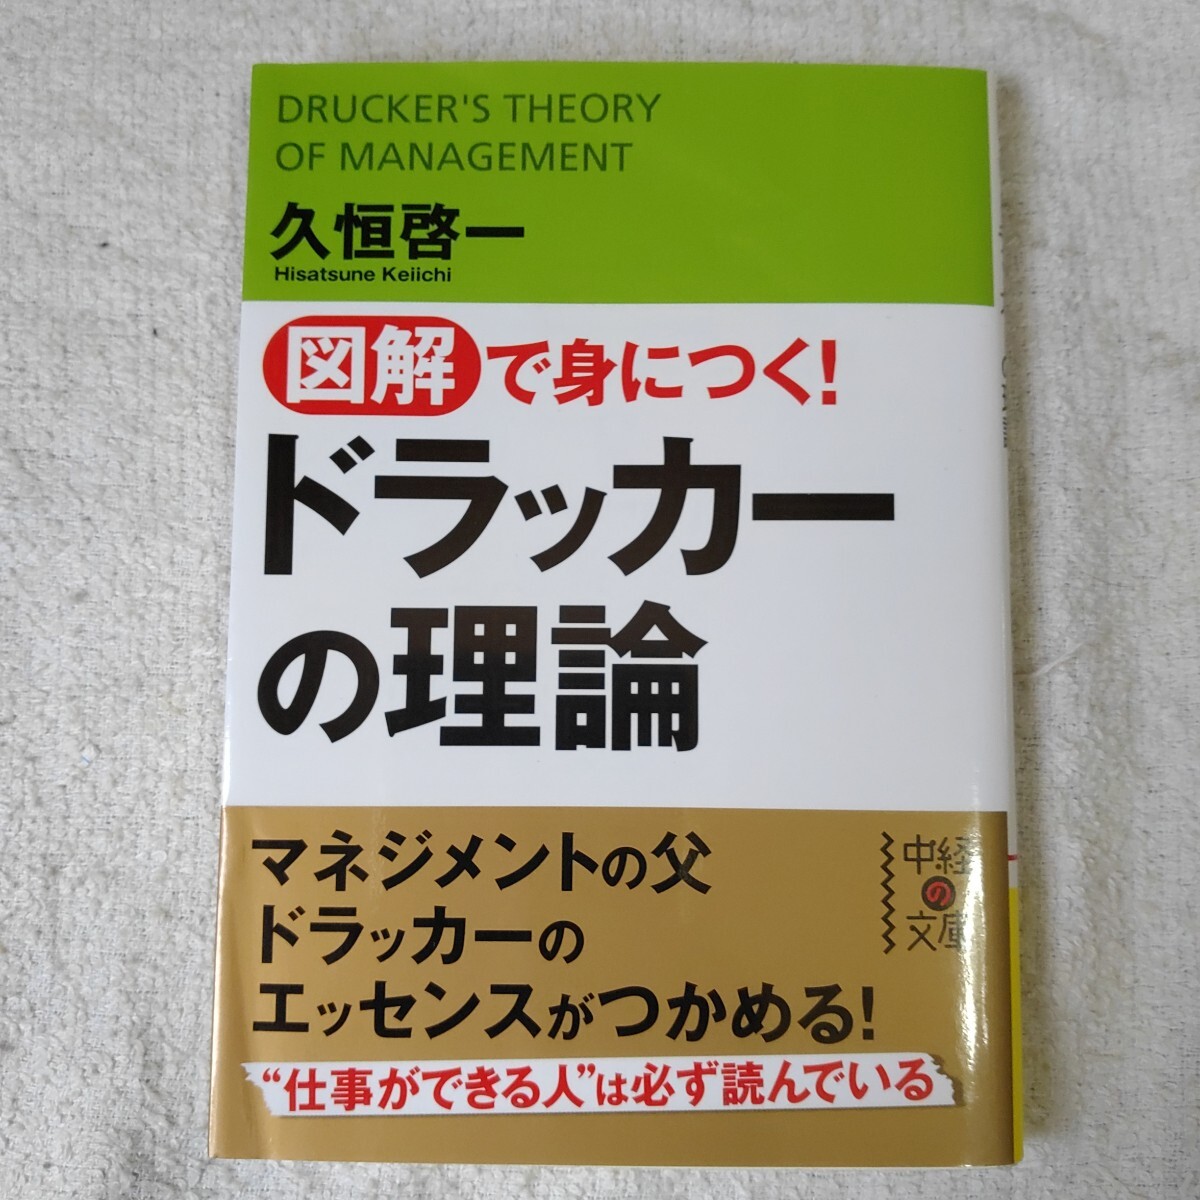 DRUCKER'S THEORY
OF MANAGEMENT
久恒啓一
Hisatsune Keiichi
図解で身につく!
ドラッカー
の理論
マネジメントの父
ドラッカーの
エッセンスがつかめる!
“仕事ができる人”は必ず読んでいる
中経
の
文庫